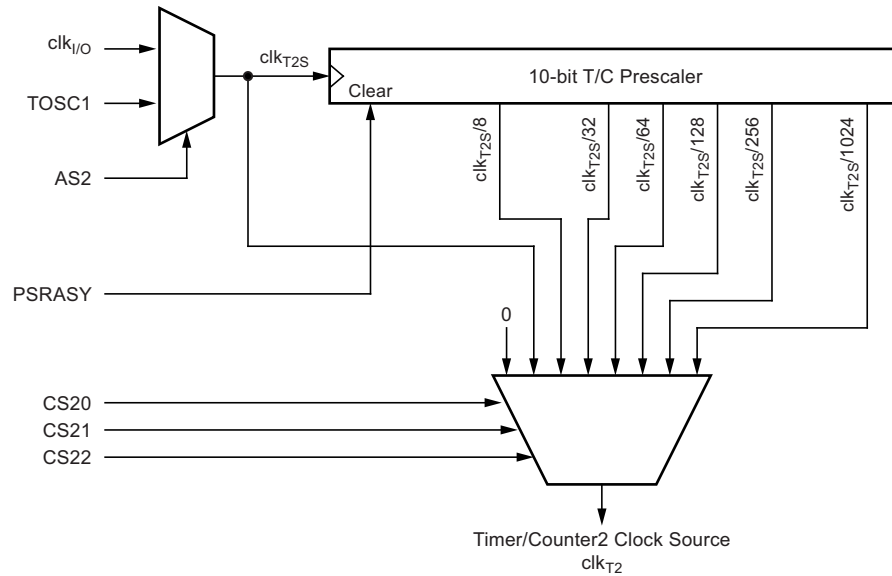 clkI/O
clkT2S
10-bit T/C Prescaler
Clear
TOSC1
AS2
clkT2S/8
clkT2S/32
clkT2S/64
clkT2S/128
clkT2S/256
clkT2S/1024
PSRASY
0
CS20
CS21
CS22
Timer/Counter2 Clock Source
clkT2